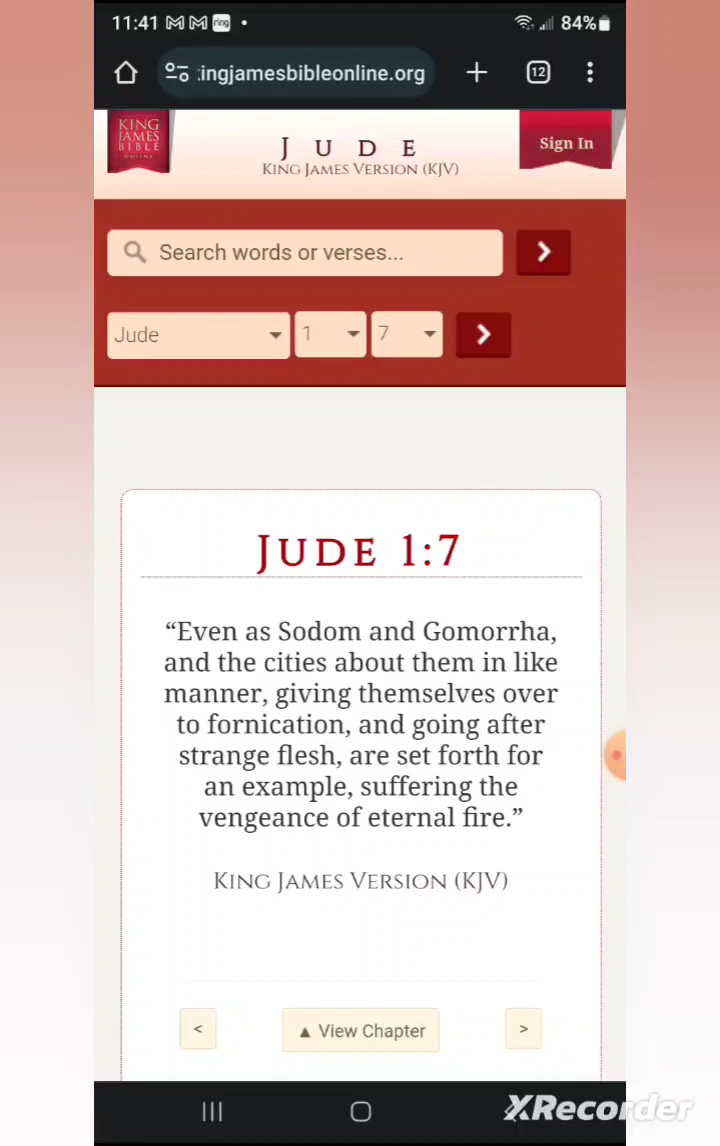 11:41 ring 84%
:ingjamesbibleonline.org 12
KING
JAMES
BIBLE
ONLINE
JUDE
KING JAMES VERSION (KJV)
Sign In
Search words or verses...
Jude 1 7
JUDE 1:7
“Even as Sodom and Gomorrha,
and the cities about them in like
manner, giving themselves over
to fornication, and going after
strange flesh, are set forth for
an example, suffering the
vengeance of eternal fire.”
KING JAMES VERSION (KJV)
< ▲ View Chapter >
XRecorder